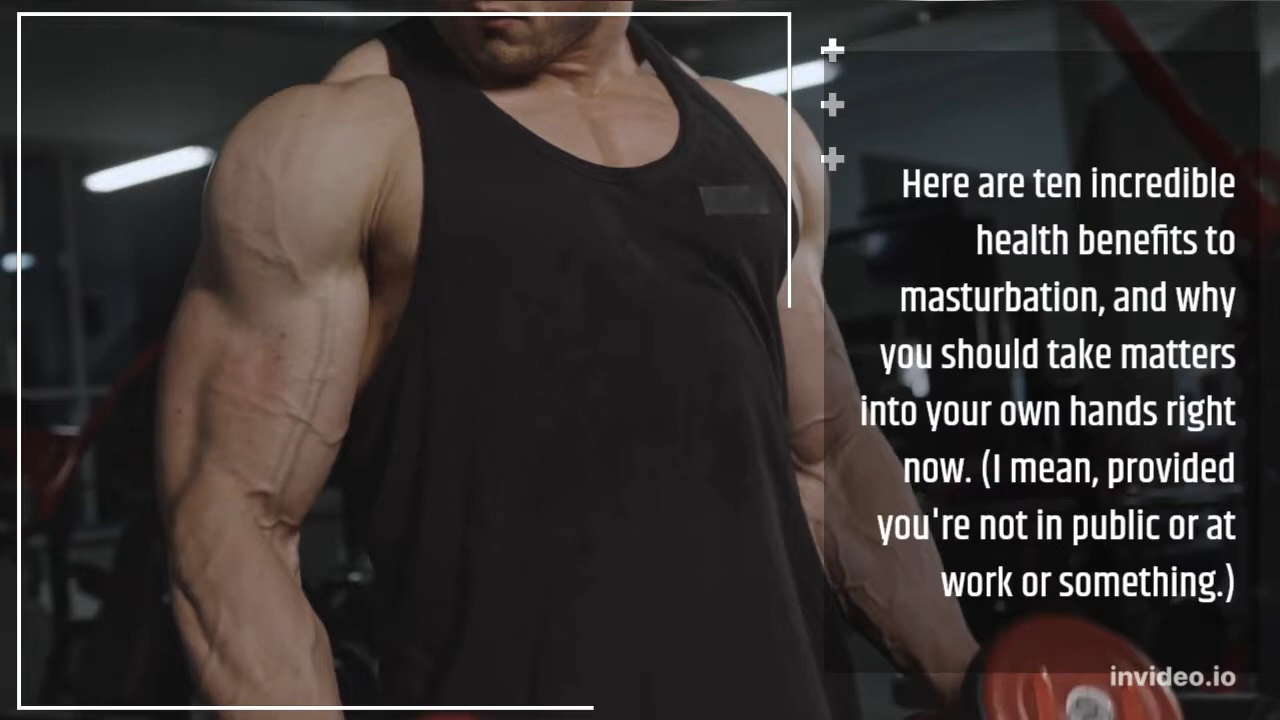 Here are ten incredible
health benefits to
masturbation, and why
you should take matters
into your own hands right
now. (I mean, provided
you're not in public or at
work or something.)
invideo.io